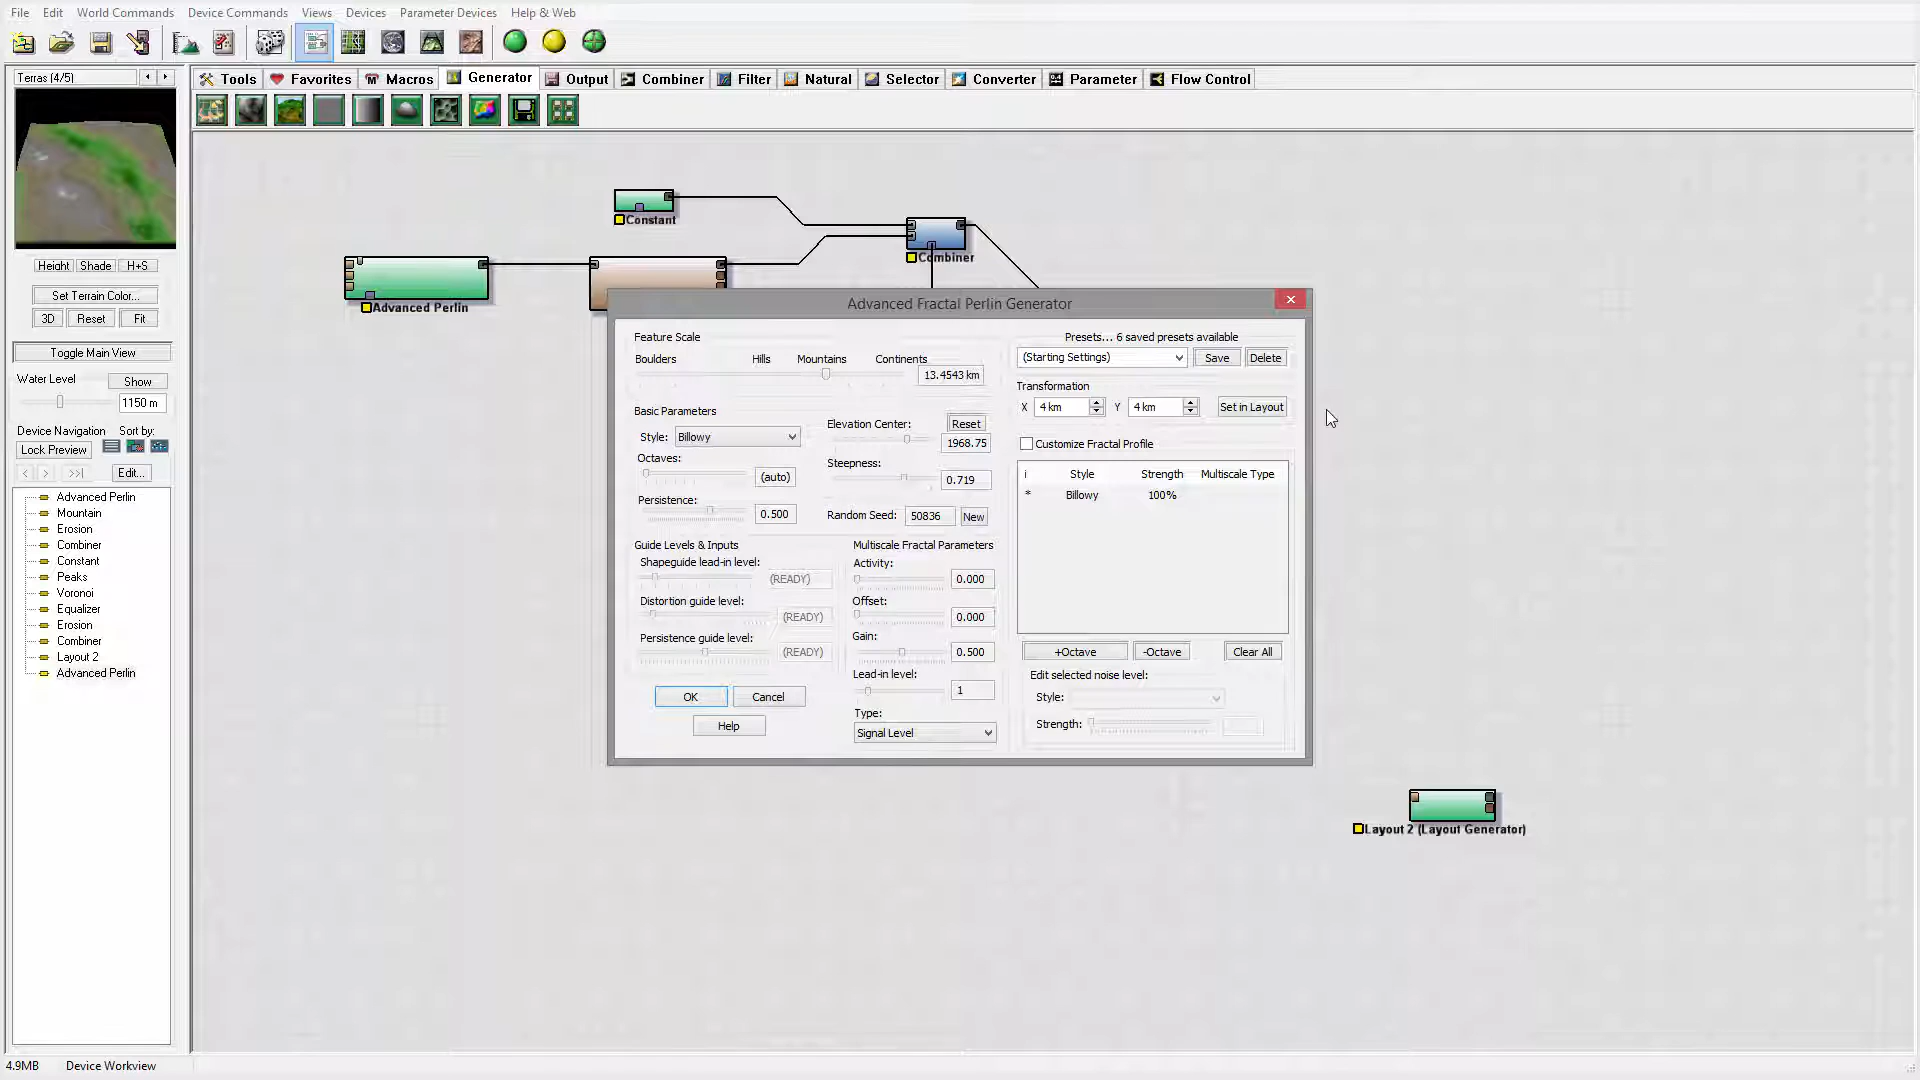 File Edit World Commands Device Commands Views Devices Parameter Devices Help & Web
Terras (4/5)
Tools Favorites Macros Generator Output Combiner Filter Natural Selector Converter Parameter Flow Control
Height Shade H+S
Set Terrain Color...
3D Reset Fit
Toggle Main View
Water Level Show
1150 m
Device Navigation Sort by:
Lock Preview
< > >>| Edit...
Advanced Perlin
Mountain
Erosion
Combiner
Constant
Peaks
Voronoi
Equalizer
Erosion
Combiner
Layout 2
Advanced Perlin
Constant
Combiner
Advanced Perlin
Advanced Fractal Perlin Generator
Feature Scale
Boulders Hills Mountains Continents
13.4543 km
Basic Parameters
Style: Billowy
Octaves:
(auto)
Persistence:
0.500
Elevation Center: Reset
1968.75
Steepness:
0.719
Random Seed: 50836 New
Guide Levels & Inputs
Shapeguide lead-in level:
(READY)
Distortion guide level:
(READY)
Persistence guide level:
(READY)
OK Cancel
Help
Multiscale Fractal Parameters
Activity:
0.000
Offset:
0.000
Gain:
0.500
Lead-in level:
1
Type:
Signal Level
Presets... 6 saved presets available
(Starting Settings) Save Delete
Transformation
X 4 km Y 4 km Set in Layout
Customize Fractal Profile
i Style Strength Multiscale Type
* Billowy 100%
+Octave -Octave Clear All
Edit selected noise level:
Style:
Strength:
Layout 2 (Layout Generator)
4.9MB Device Workview